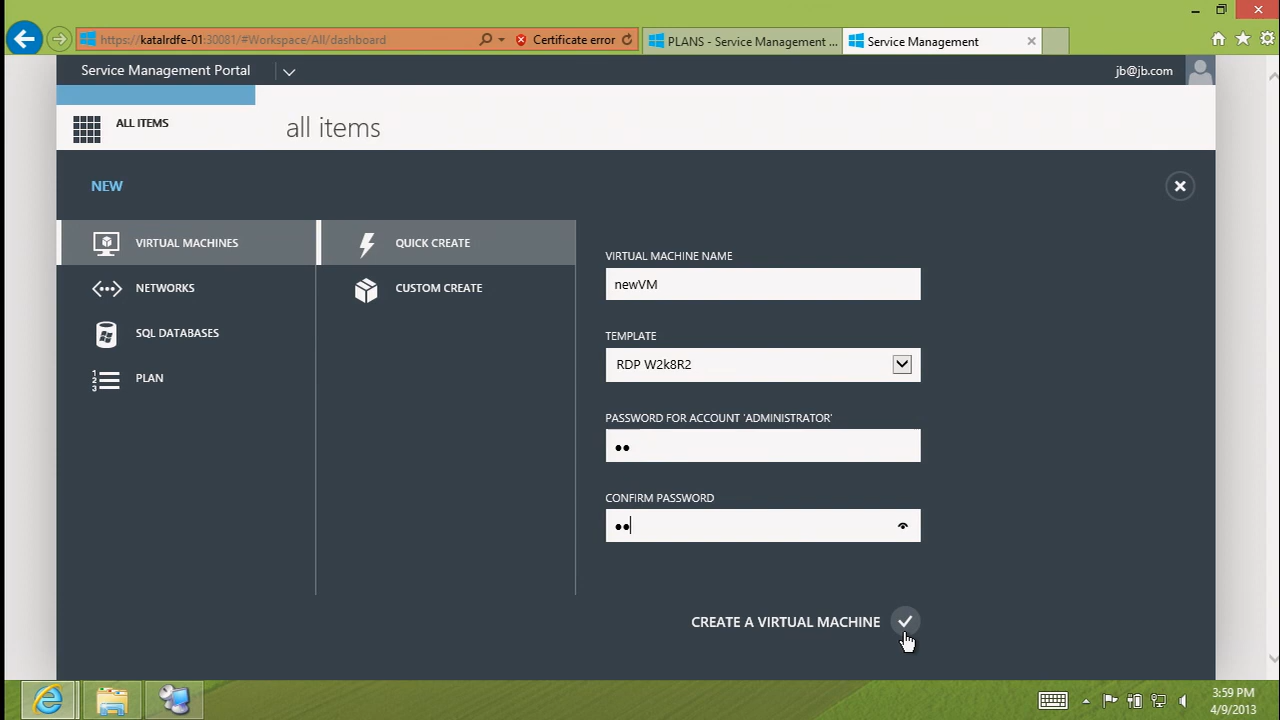 https://katalrdfe-01:30081/#Workspace/All/dashboard
Certificate error
PLANS - Service Management ...
Service Management
Service Management Portal
jb@jb.com
ALL ITEMS
all items
NEW
VIRTUAL MACHINES
NETWORKS
SQL DATABASES
1
2
3
PLAN
QUICK CREATE
CUSTOM CREATE
VIRTUAL MACHINE NAME
newVM
TEMPLATE
RDP W2k8R2
PASSWORD FOR ACCOUNT 'ADMINISTRATOR'
••
CONFIRM PASSWORD
••
CREATE A VIRTUAL MACHINE
3:59 PM
4/9/2013